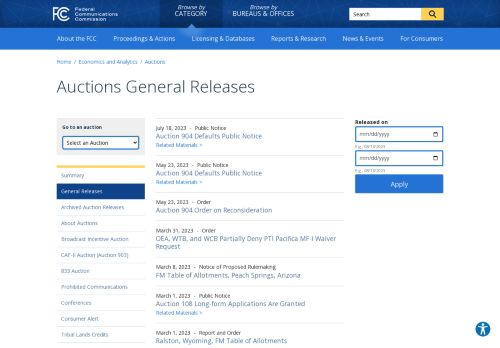 FCC
Federal
Communications
Commission
Browse by
CATEGORY
Browse by
BUREAUS & OFFICES
Search
About the FCC
Proceedings & Actions
Licensing & Databases
Reports & Research
News & Events
For Consumers
Home / Economics and Analytics / Auctions
Auctions General Releases
Go to an auction
Select an Auction
Summary
General Releases
Archived Auction Releases
About Auctions
Broadcast Incentive Auction
CAF-II Auction (Auction 903)
833 Auction
Prohibited Communications
Conferences
Consumer Alert
Tribal Lands Credits
July 18, 2023 - Public Notice
Auction 904 Defaults Public Notice
Related Materials >
May 23, 2023 - Public Notice
Auction 904 Defaults Public Notice
Related Materials >
May 23, 2023 - Order
Auction 904 Order on Reconsideration
March 31, 2023 - Order
OEA, WTB, and WCB Partially Deny PTI Pacifica MF-I Waiver
Request
March 8, 2023 - Notice of Proposed Rulemaking
FM Table of Allotments, Peach Springs, Arizona
March 1, 2023 - Public Notice
Auction 108 Long-form Applications Are Granted
Related Materials >
March 1, 2023 - Report and Order
Ralston, Wyoming, FM Table of Allotments
Released on
mm/dd/yyyy
E.g., 08/10/2023
mm/dd/yyyy
E.g., 08/10/2023
Apply